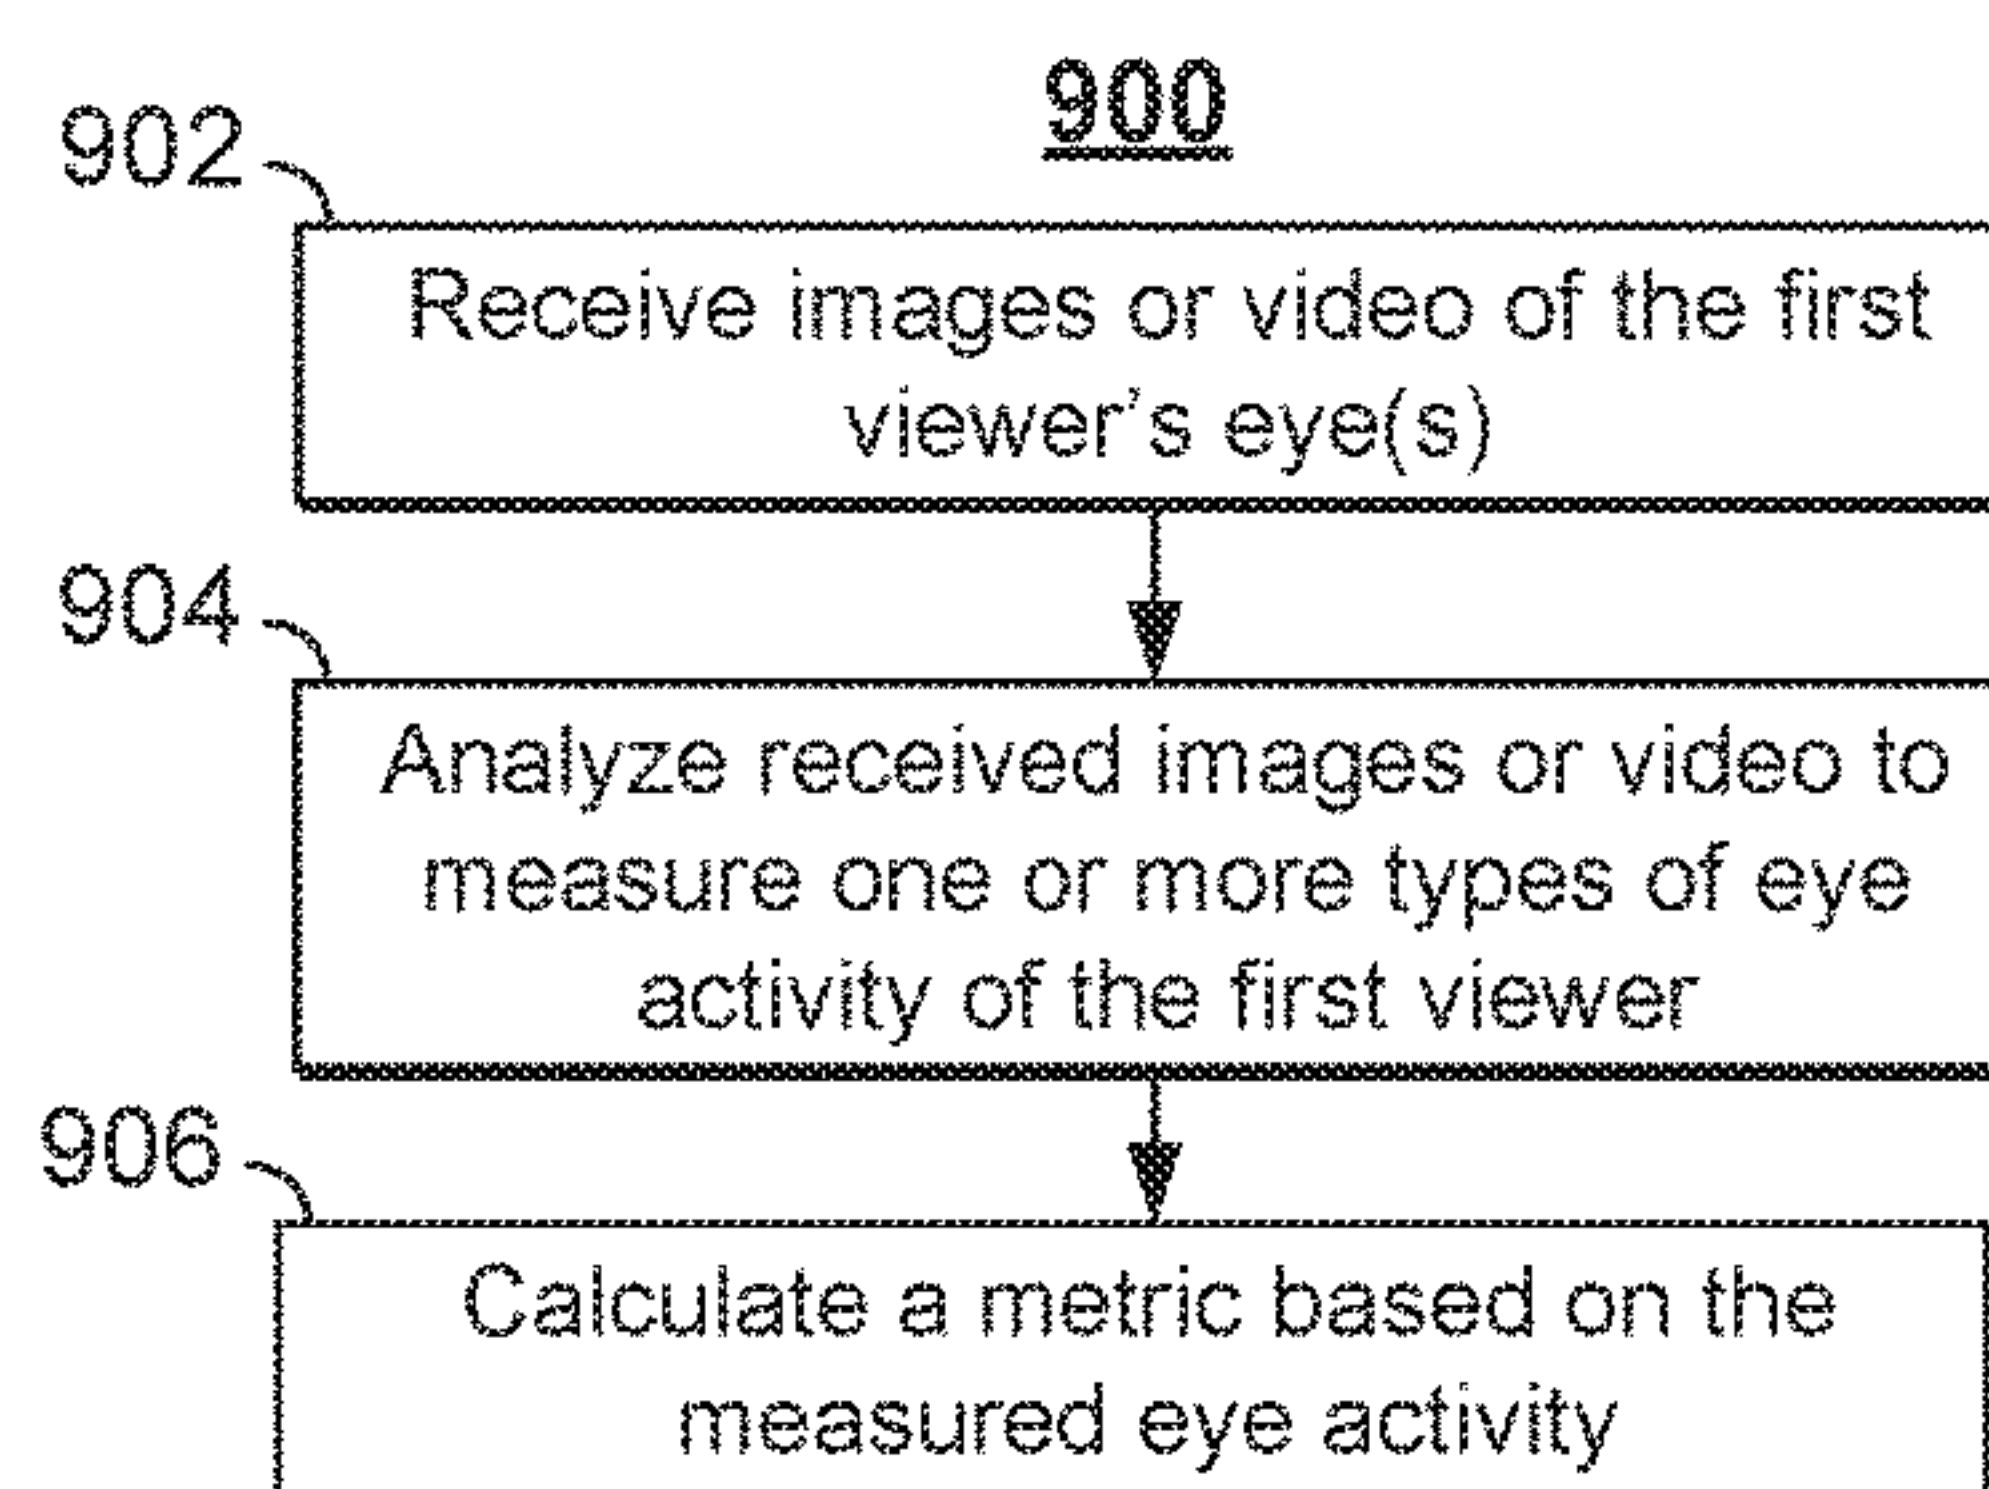 900
902
Receive images or video of the first
viewer's eye(s)
904
Analyze received images or video to
measure one or more types of eye
activity of the first viewer
906
Calculate a metric based on the
measured eye activity